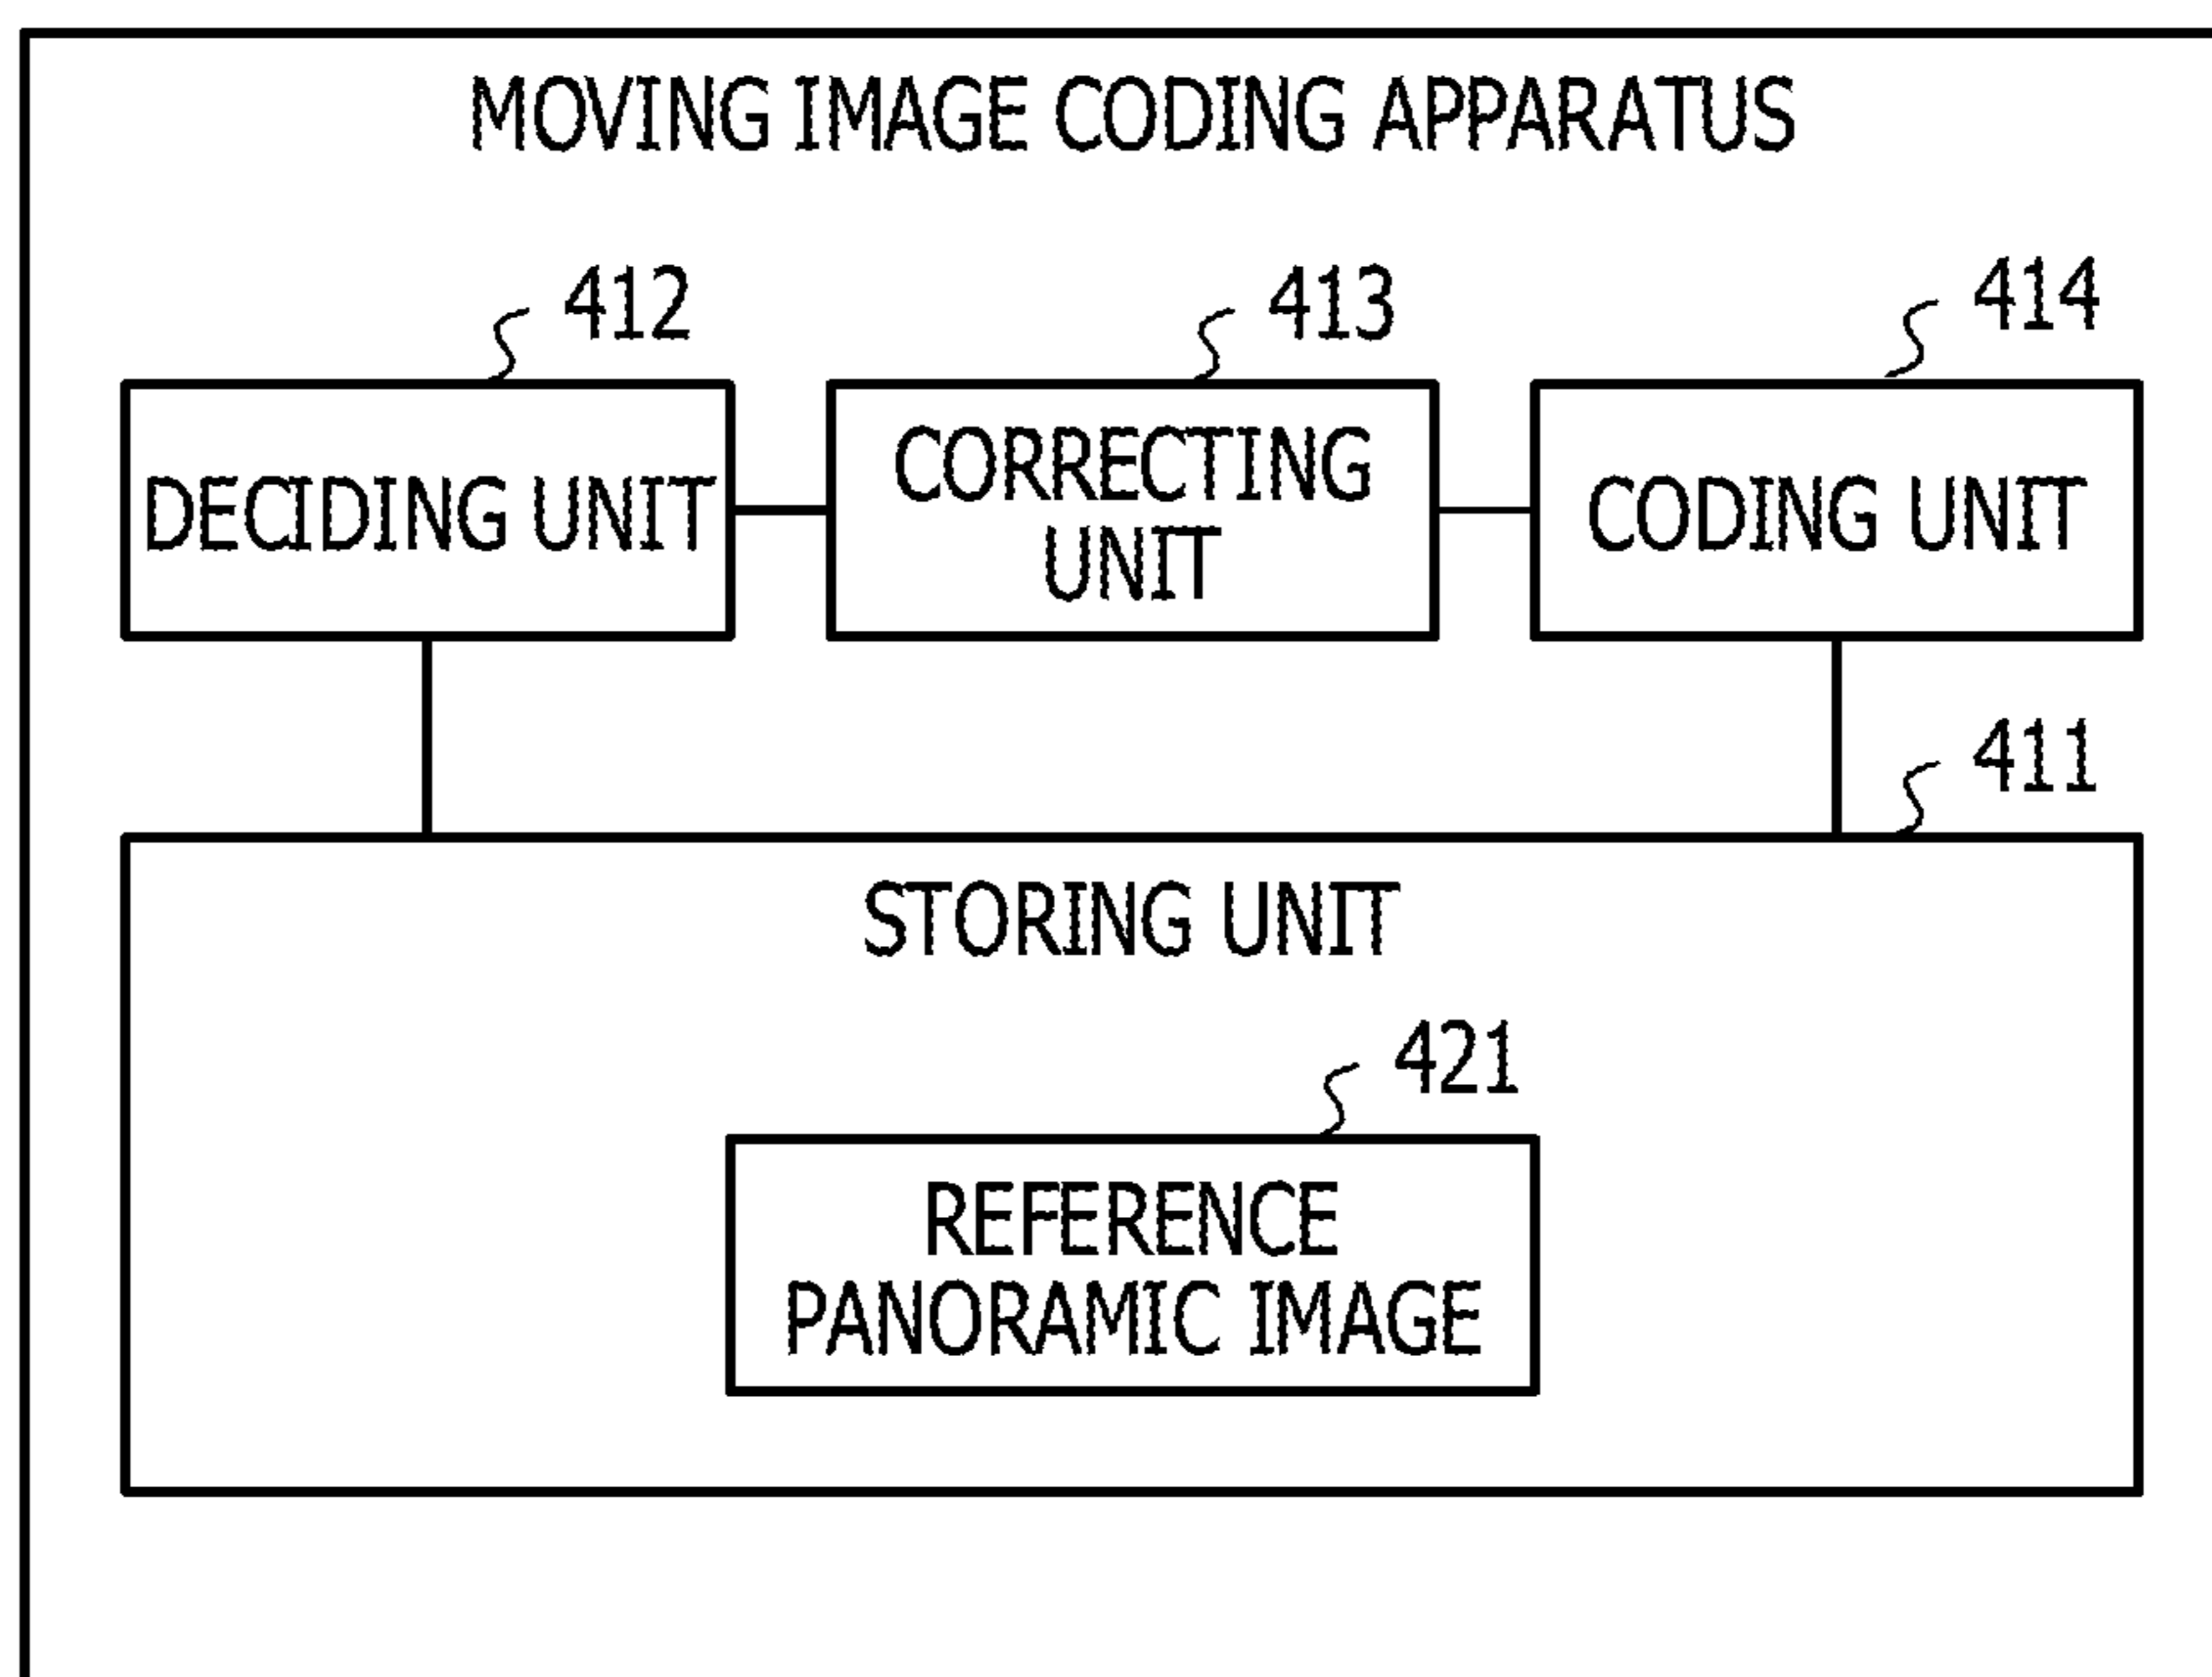 MOVING IMAGE CODING APPARATUS
412
413
414
DECIDING UNIT
CORRECTING
UNIT
CODING UNIT
411
STORING UNIT
421
REFERENCE
PANORAMIC IMAGE